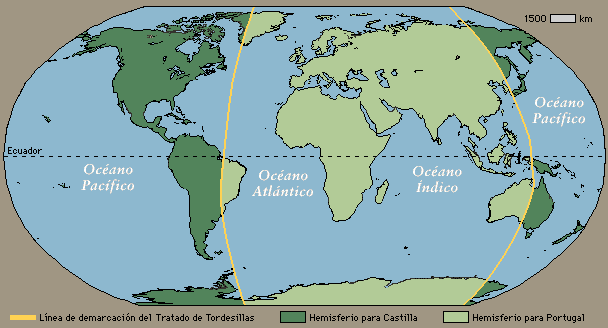 1500 km
Océano
Pacífico
Ecuador
Océano
Pacífico
Océano
Atlántico
Océano
Índico
Línea de demarcación del Tratado de Tordesillas
Hemisferio para Castilla
Hemisferio para Portugal